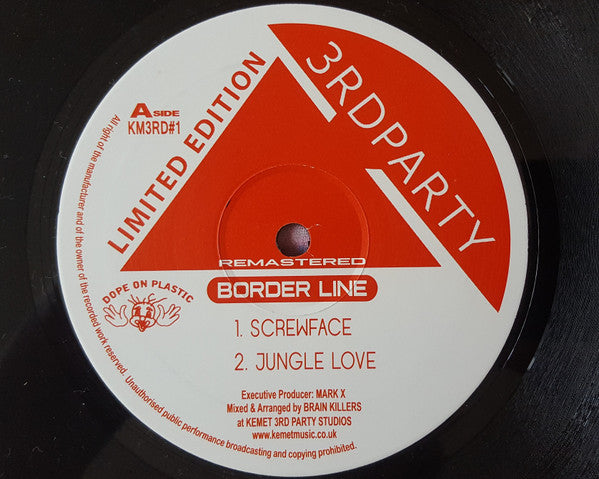 LIMITED EDITION
3RDPARTY
A SIDE
KM3RD#1
REMASTERED
BORDER LINE
DOPE ON PLASTIC
1. SCREWFACE
2. JUNGLE LOVE
Executive Producer: MARK X
Mixed & Arranged by BRAIN KILLERS
at KEMET 3RD PARTY STUDIOS
www.kemetmusic.co.uk
All right of the manufacturer and of the owner of the recorded work reserved. Unauthorised public performance broadcasting and copying prohibited.